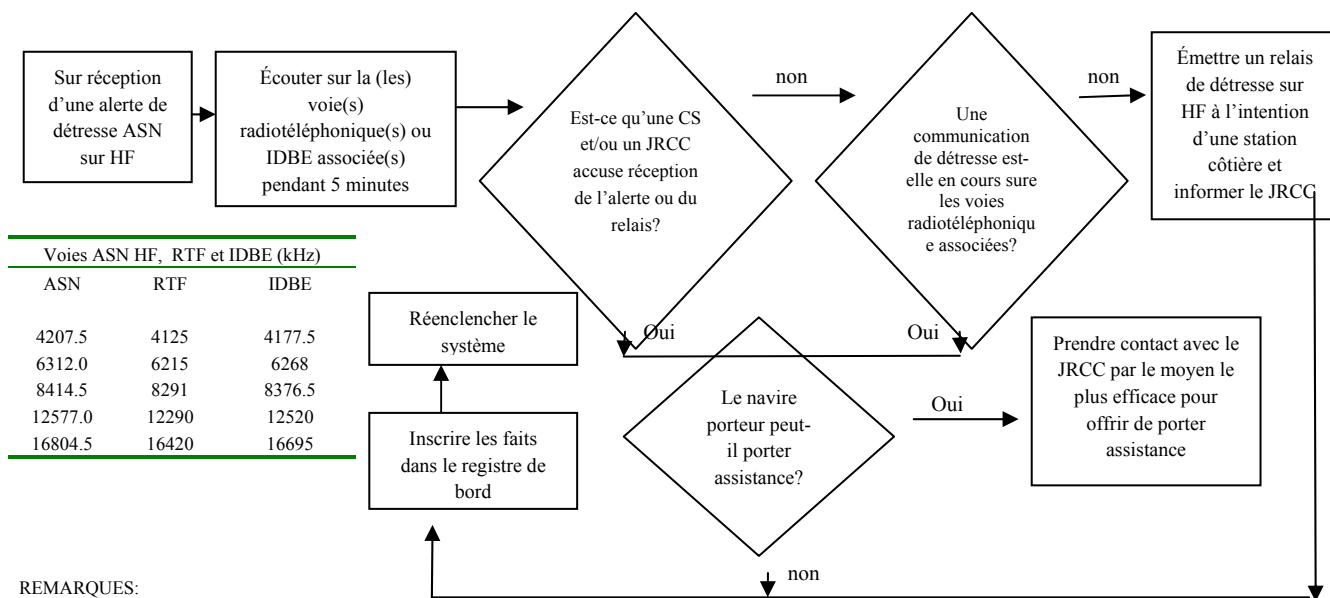 Sur réception
d'une alerte de
détresse ASN
sur HF
Écouter sur la (les)
voie(s)
radiotéléphonique(s) ou
IDBE associée(s)
pendant 5 minutes
Est-ce qu'une CS
et/ou un JRCC
accuse réception
de l'alerte ou du
relais?
non
Une
communication
de détresse est-
elle en cours sure
les voies
radiotéléphoniqu
e associées?
non
Émettre un relais
de détresse sur
HF à l'intention
d'une station
côtière et
informer le JRCC
Voies ASN HF, RTF et IDBE (kHz)
ASN RTF IDBE
4207.5 4125 4177.5
6312.0 6215 6268
8414.5 8291 8376.5
12577.0 12290 12520
16804.5 16420 16695
Réenclencher le
système
Oui
Oui
Inscrire les faits
dans le registre de
bord
Le navire
porteur peut-
il porter
assistance?
Oui
Prendre contact avec le
JRCC par le moyen le
plus efficace pour
offrir de porter
assistance
non
REMARQUES: